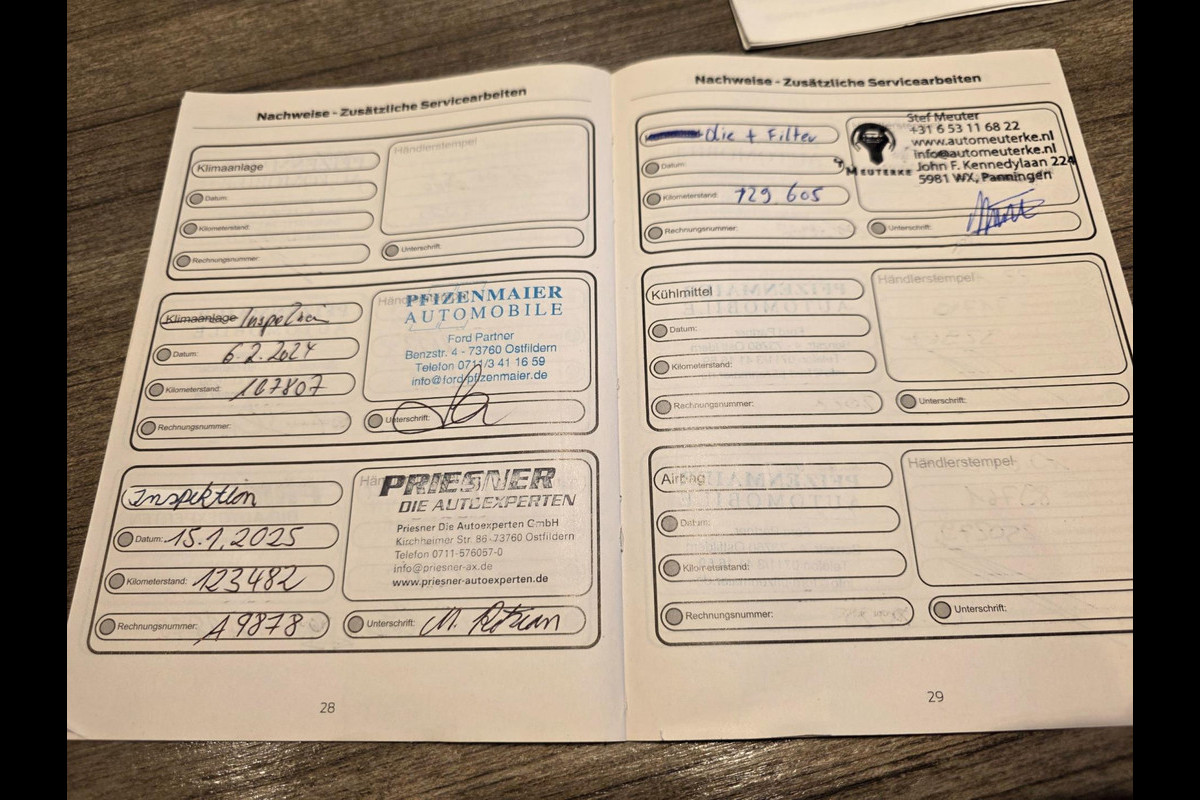 Nachweise - Zusätzliche Servicearbeiten
Klimaanlage
Händlerstempel
Datum:
Kilometerstand:
Rechnungsnummer:
Unterschrift:
Klimaanlage Inspektion
Datum: 6.2.2024
Kilometerstand: 107807
Rechnungsnummer:
PFIZENMAIER
AUTOMOBILE
Ford Partner
Benzstr. 4 - 73760 Ostfildern
Telefon 0711/3 41 16 59
info@ford-pfizenmaier.de
Unterschrift:
Inspektion
Datum: 15.1.2025
Kilometerstand: 123482
Rechnungsnummer: A9878
PRIESNER
DIE AUTOEXPERTEN
Priesner Die Autoexperten GmbH
Kirchheimer Str. 86 · 73760 Ostfildern
Telefon 0711-576057-0
info@priesner-ax.de
www.priesner-autoexperten.de
Unterschrift:
28
Nachweise - Zusätzliche Servicearbeiten
olie + Filter
Datum:
Kilometerstand: 129 605
Rechnungsnummer:
MEUTERKE
Stef Meuter
+31 6 53 11 68 22
www.automeuterke.nl
info@automeuterke.nl
John F. Kennedylaan 224
5981 WX, Panningen
Unterschrift:
Kühlmittel
Händlerstempel
Datum:
Kilometerstand:
Rechnungsnummer:
Unterschrift:
Airbag
Händlerstempel
Datum:
Kilometerstand:
Rechnungsnummer:
Unterschrift:
29